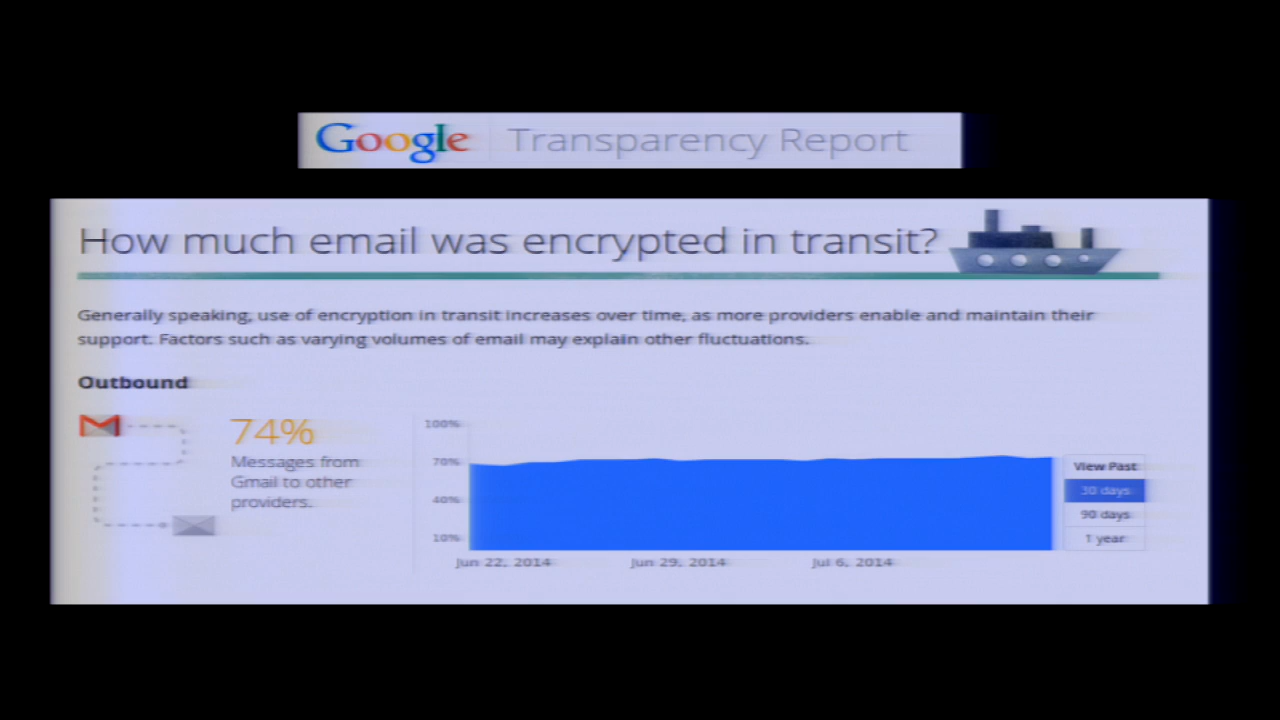 Google Transparency Report
How much email was encrypted in transit?
Generally speaking, use of encryption in transit increases over time, as more providers enable and maintain their
support. Factors such as varying volumes of email may explain other fluctuations.
Outbound
74%
Messages from
Gmail to other
providers.
100%
70%
40%
10%
Jun 22, 2014
Jun 29, 2014
Jul 6, 2014
View Past
30 days
90 days
1 year